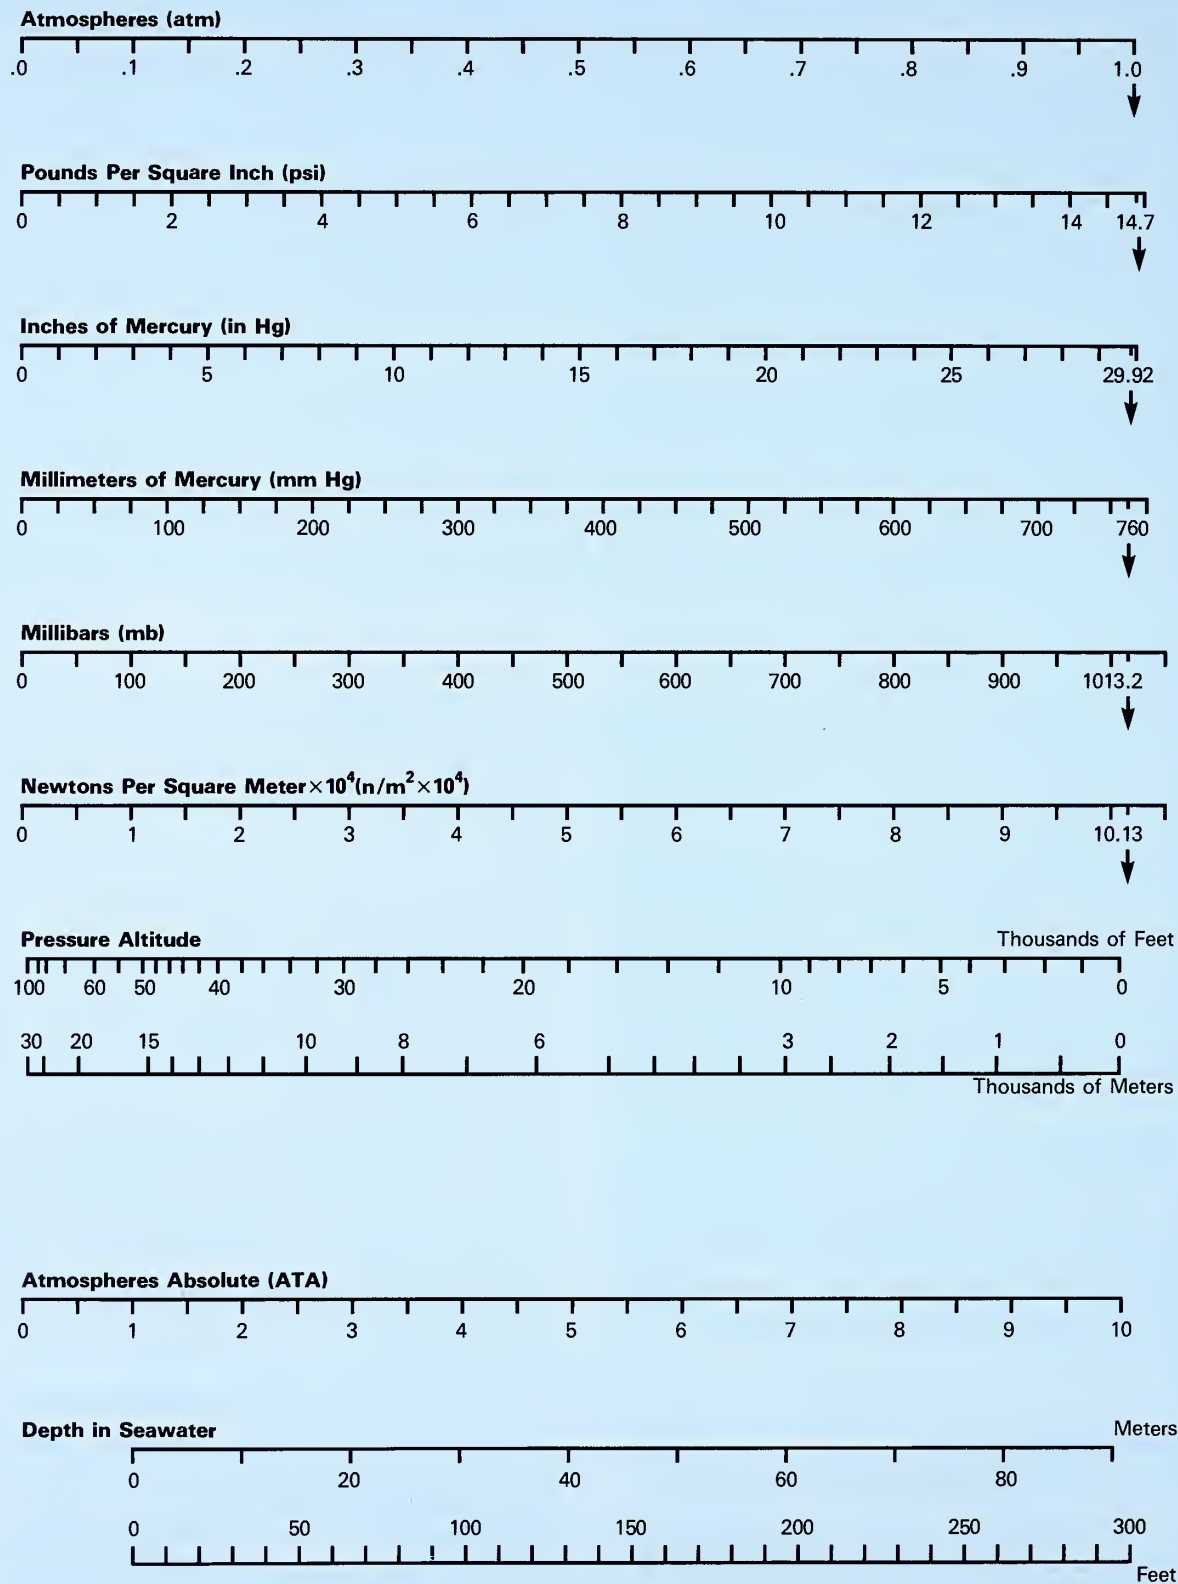 Atmospheres (atm)
.0 .1 .2 .3 .4 .5 .6 .7 .8 .9 1.0
Pounds Per Square Inch (psi)
0 2 4 6 8 10 12 14 14.7
Inches of Mercury (in Hg)
0 5 10 15 20 25 29.92
Millimeters of Mercury (mm Hg)
0 100 200 300 400 500 600 700 760
Millibars (mb)
0 100 200 300 400 500 600 700 800 900 1013.2
Newtons Per Square Meter×10⁴(n/m²×10⁴)
0 1 2 3 4 5 6 7 8 9 10.13
Pressure Altitude Thousands of Feet
100 60 50 40 30 20 10 5 0
30 20 15 10 8 6 3 2 1 0
Thousands of Meters
Atmospheres Absolute (ATA)
0 1 2 3 4 5 6 7 8 9 10
Depth in Seawater Meters
0 20 40 60 80
0 50 100 150 200 250 300
Feet